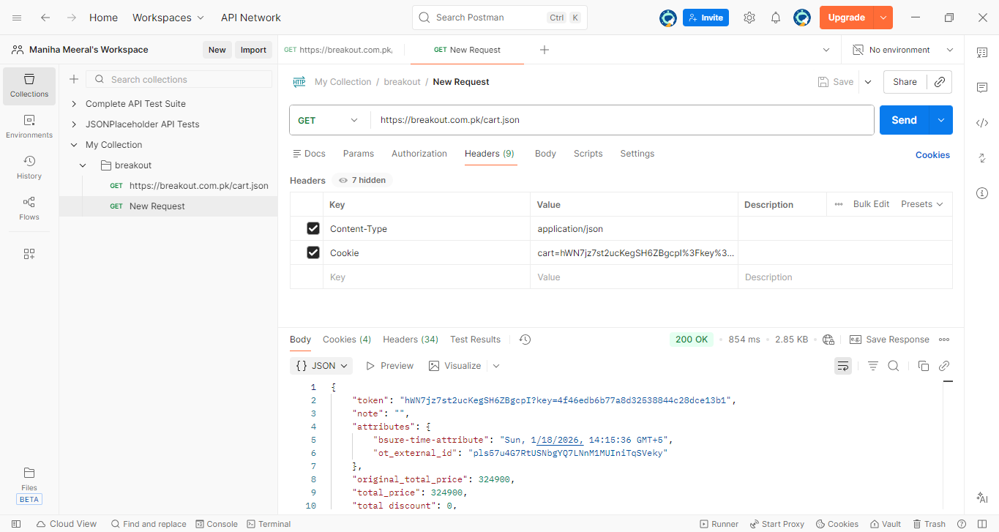 Home Workspaces API Network Search Postman Ctrl K Invite Upgrade
Maniha Meeral's Workspace New Import GET https://breakout.com.pk/ GET New Request No environment
Collections
Environments
History
Flows
Files
BETA
Search collections
Complete API Test Suite
JSONPlaceholder API Tests
My Collection
breakout
GET https://breakout.com.pk/cart.json
GET New Request
HTTP My Collection / breakout / New Request Save Share
GET https://breakout.com.pk/cart.json Send
Docs Params Authorization Headers (9) Body Scripts Settings Cookies
Headers 7 hidden
Key Value Description Bulk Edit Presets
Content-Type application/json
Cookie cart=hWN7jz7st2ucKegSH6ZBgcpI%3Fkey%3...
Key Value Description
Body Cookies (4) Headers (34) Test Results 200 OK 854 ms 2.85 KB e.g. Save Response
{} JSON Preview Visualize
1 {
2 "token": "hWN7jz7st2ucKegSH6ZBgcpI?key=4f46edb6b77a8d32538844c28dce13b1",
3 "note": "",
4 "attributes": {
5 "bsure-time-attribute": "Sun, 1/18/2026, 14:15:36 GMT+5",
6 "ot_external_id": "pls57u4G7RtUSNbgYQ7LNnM1MUIniTqSVeky"
7 },
8 "original_total_price": 324900,
9 "total_price": 324900,
10 "total_discount": 0,
AI
Cloud View Find and replace Console Terminal Runner Start Proxy Cookies Vault Trash